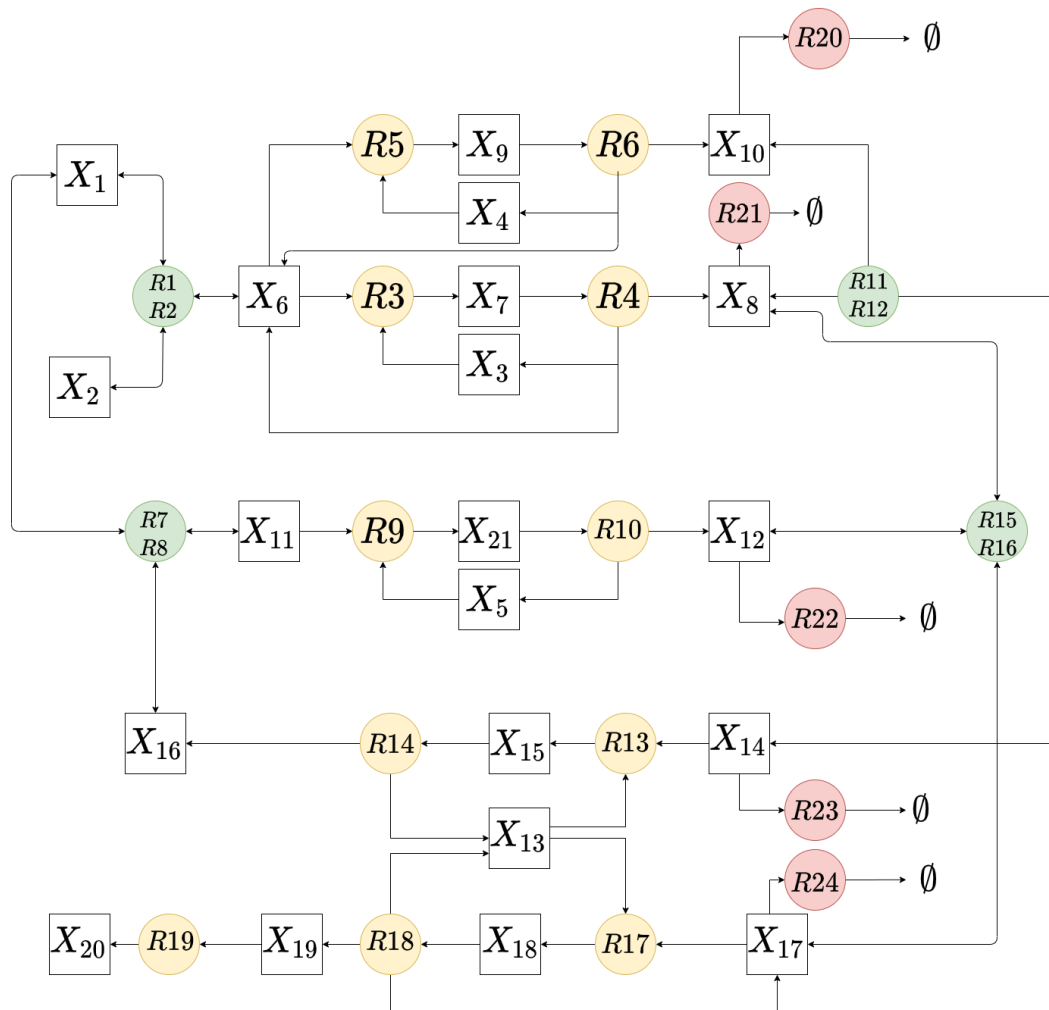 R20 ∅
X₁ R5 X₉ R6 X₁₀
X₄ R21 ∅
R1
R2
X₆ R3 X₇ R4 X₈
R11
R12
X₂ X₃
R7
R8
X₁₁ R9 X₂₁ R10 X₁₂
R15
R16
X₅ R22 ∅
X₁₆ R14 X₁₅ R13 X₁₄
X₁₃ R23 ∅
R24 ∅
X₂₀ R19 X₁₉ R18 X₁₈ R17 X₁₇